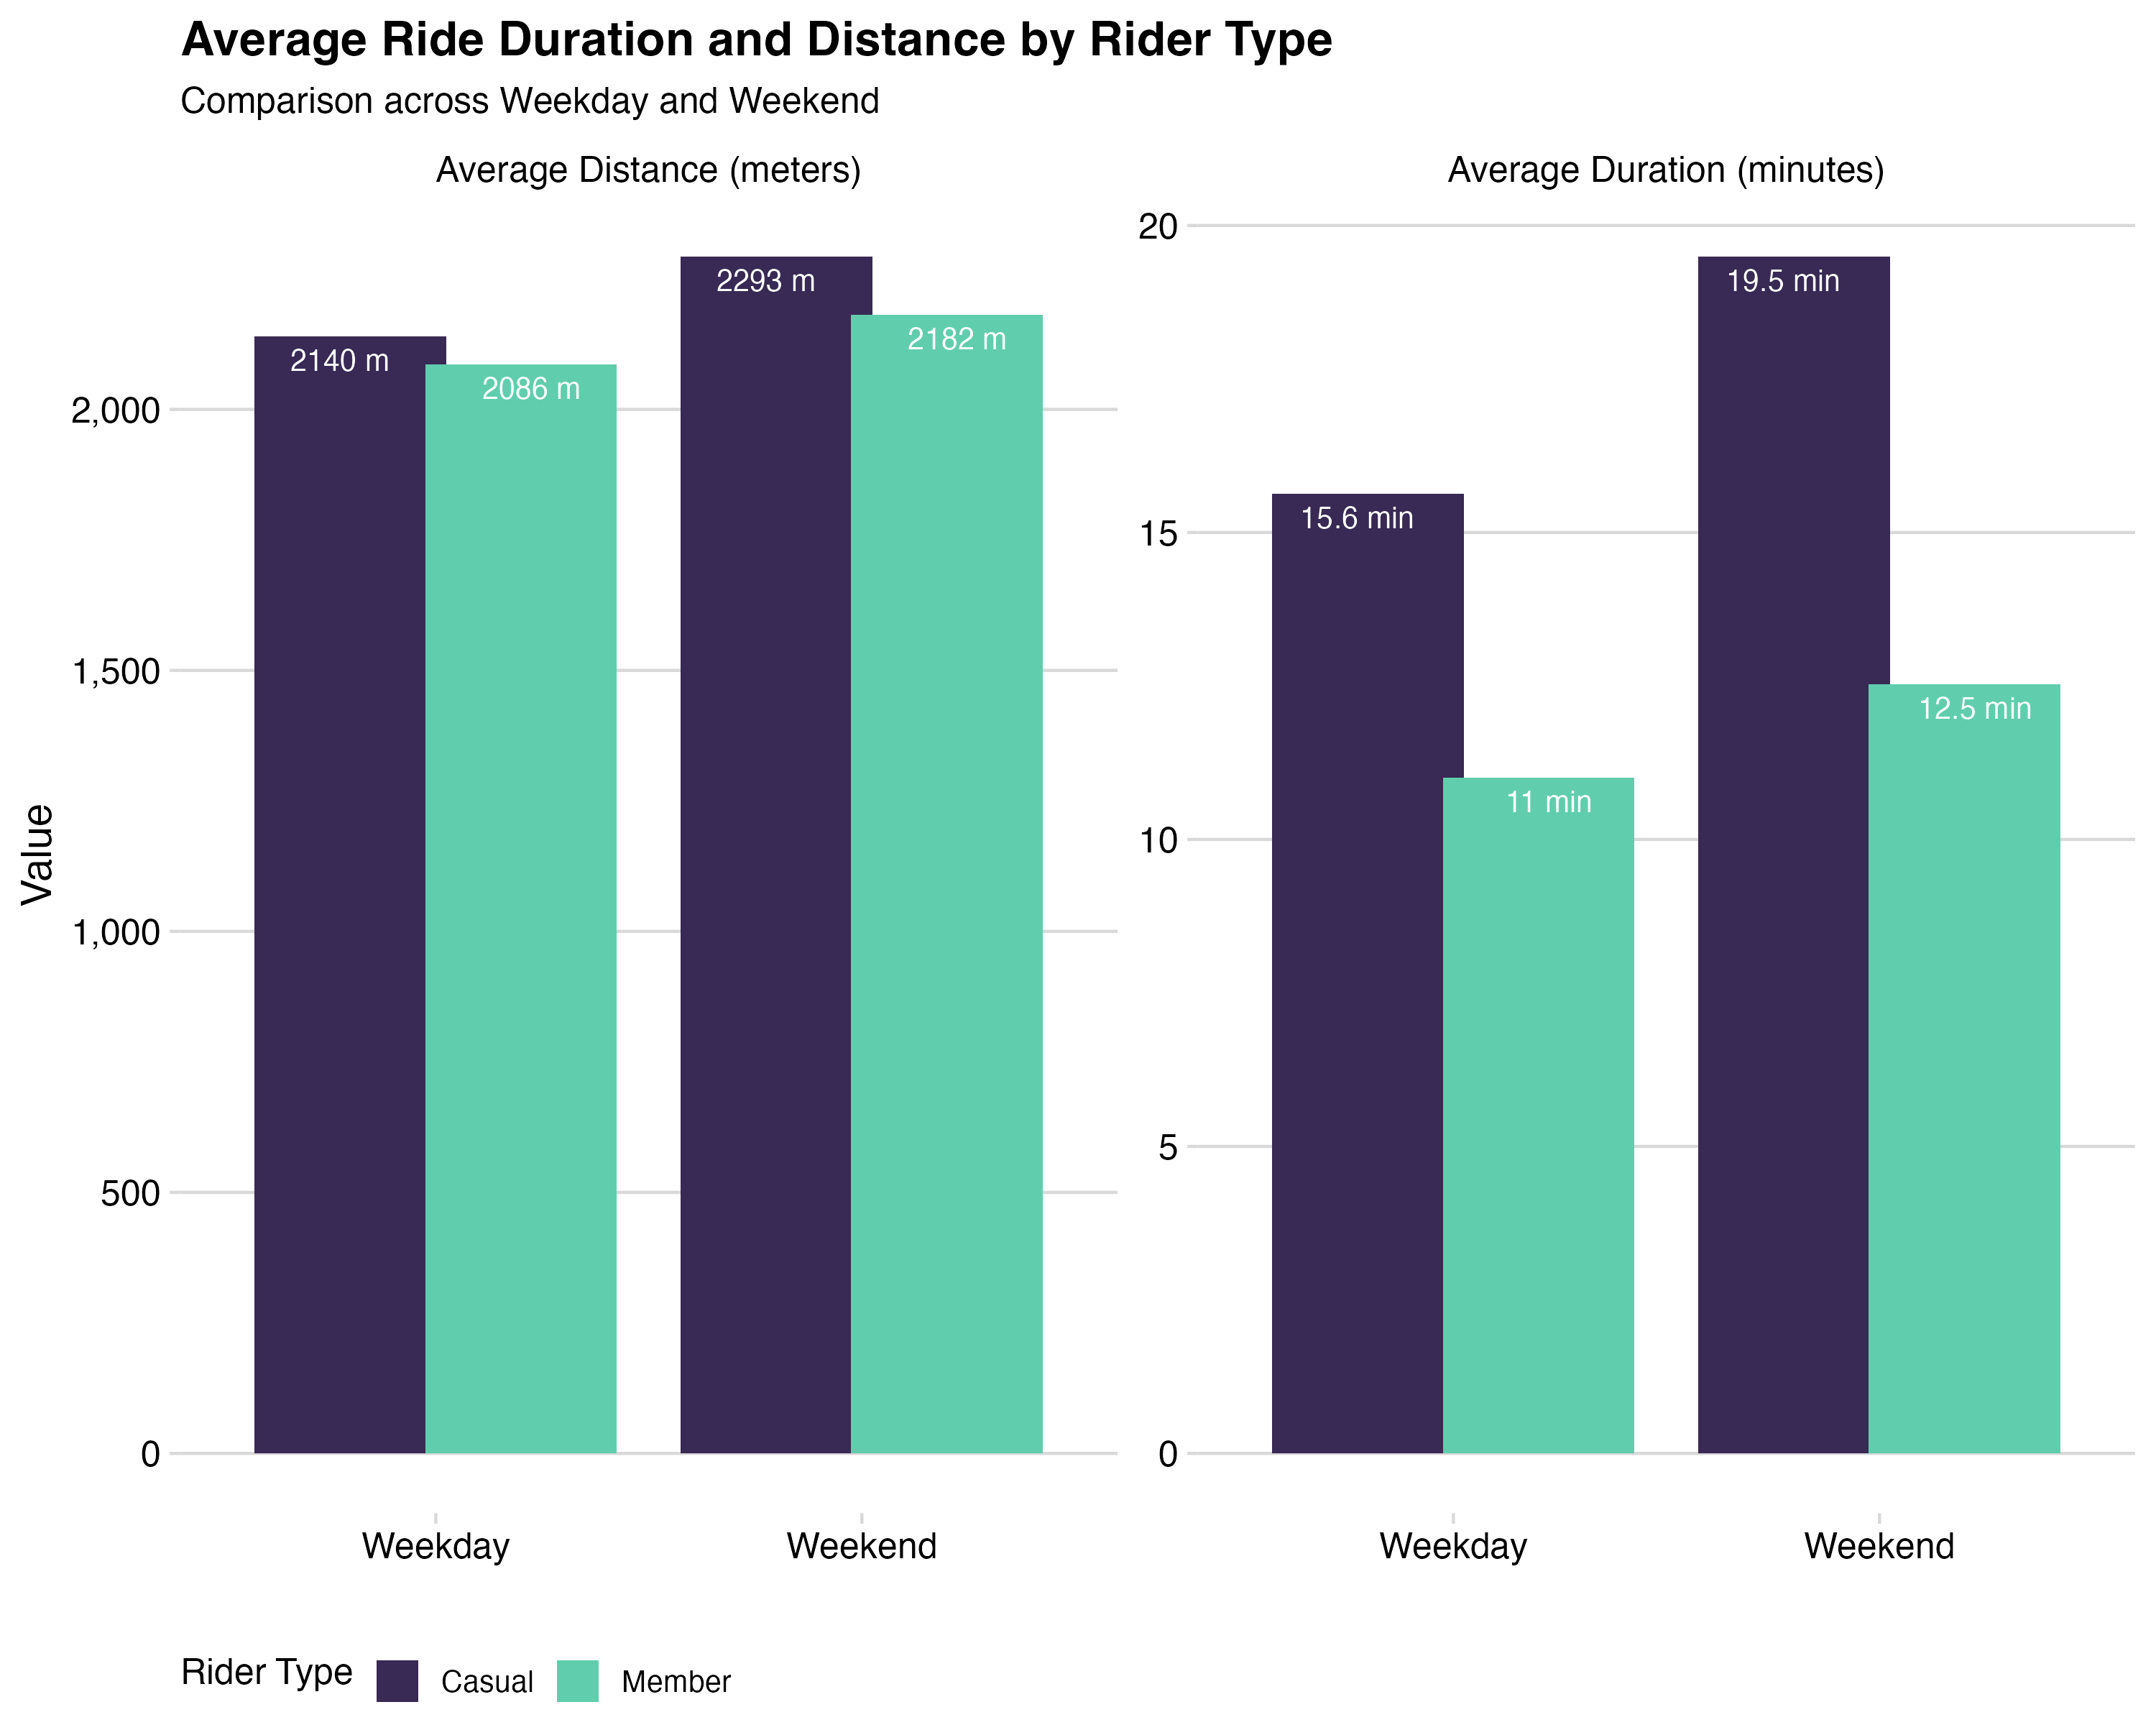 Average Ride Duration and Distance by Rider Type
Comparison across Weekday and Weekend
Average Distance (meters)
2293 m
2182 m
2140 m
2086 m
2,000
1,500
1,000
500
0
Value
Weekday
Weekend
Average Duration (minutes)
20
19.5 min
15.6 min
15
12.5 min
11 min
10
5
0
Weekday
Weekend
Rider Type
Casual
Member